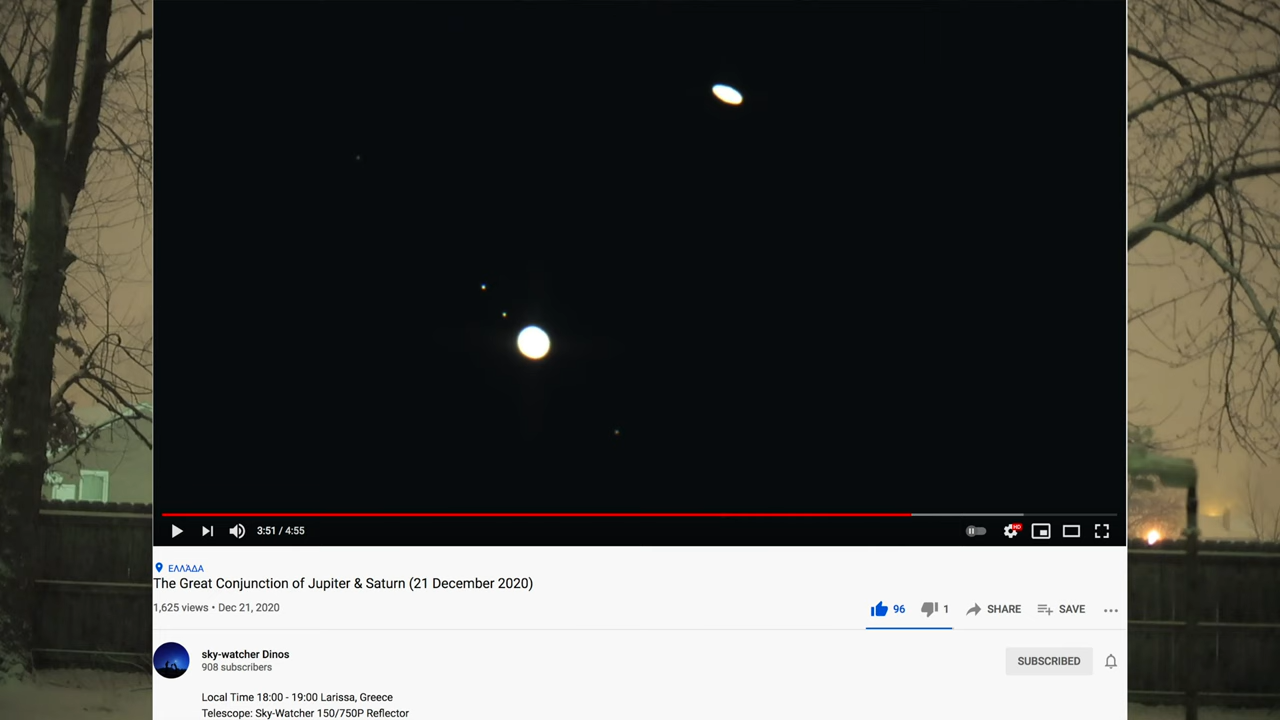 3:51 / 4:55
HD
ΕΛΛΆΔΑ
The Great Conjunction of Jupiter & Saturn (21 December 2020)
1,625 views • Dec 21, 2020
96
1
SHARE
SAVE
sky-watcher Dinos
908 subscribers
SUBSCRIBED
Local Time 18:00 - 19:00 Larissa, Greece
Telescope: Sky-Watcher 150/750P Reflector